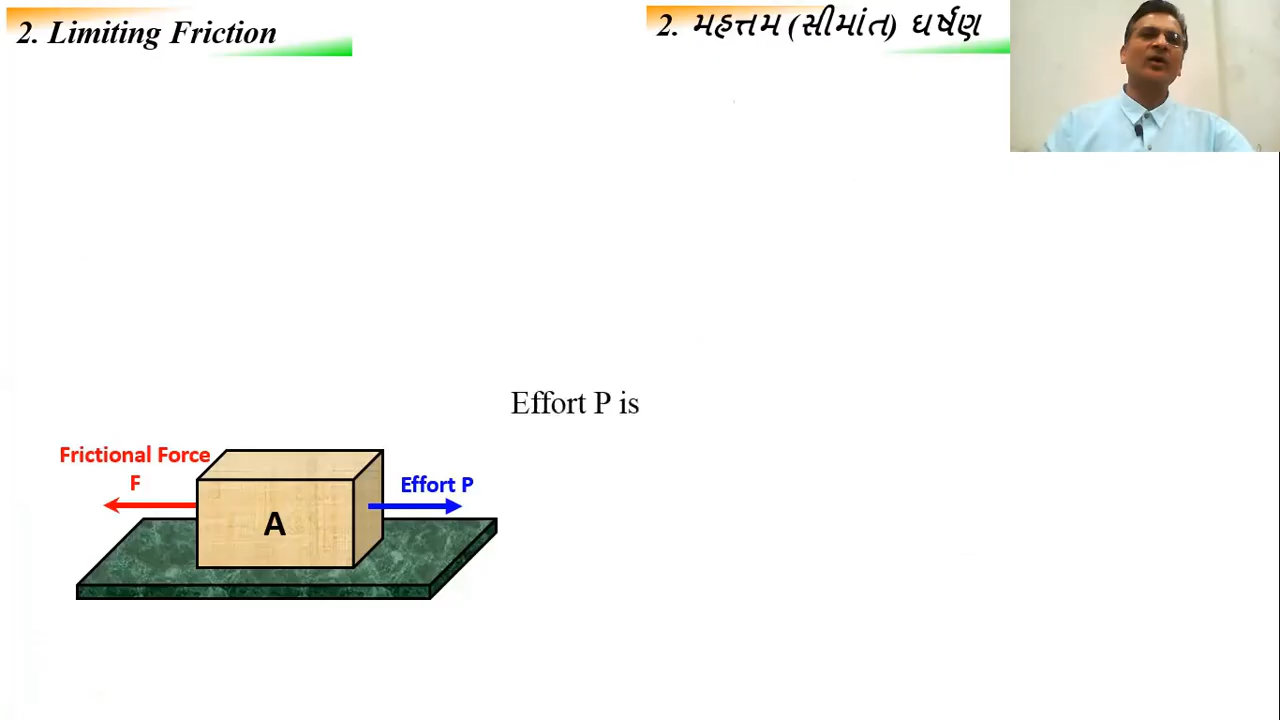 2. Limiting Friction
2. મહત્તમ (સીમાંત) ઘર્ષણ
Effort P is
Frictional Force
F
Effort P
A